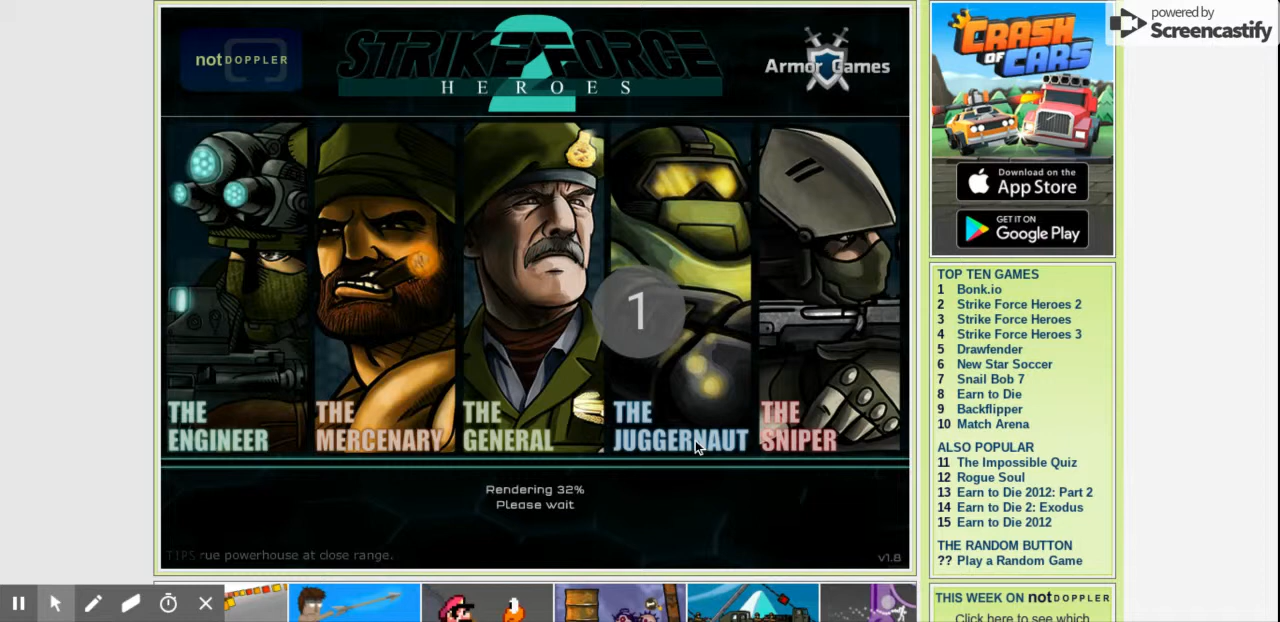 powered by
Screencastify
notDOPPLER
STRIKE FORCE
2
HEROES
Armor Games
CRASH
OF
CARS
Download on the
App Store
GET IT ON
Google Play
THE
ENGINEER
THE
MERCENARY
THE
GENERAL
THE
JUGGERNAUT
THE
SNIPER
1
Rendering 32%
Please wait
TIPS rue powerhouse at close range.
v1.8
TOP TEN GAMES
1 Bonk.io
2 Strike Force Heroes 2
3 Strike Force Heroes
4 Strike Force Heroes 3
5 Drawfender
6 New Star Soccer
7 Snail Bob 7
8 Earn to Die
9 Backflipper
10 Match Arena
ALSO POPULAR
11 The Impossible Quiz
12 Rogue Soul
13 Earn to Die 2012: Part 2
14 Earn to Die 2: Exodus
15 Earn to Die 2012
THE RANDOM BUTTON
?? Play a Random Game
THIS WEEK ON notDOPPLER
Click here to see which